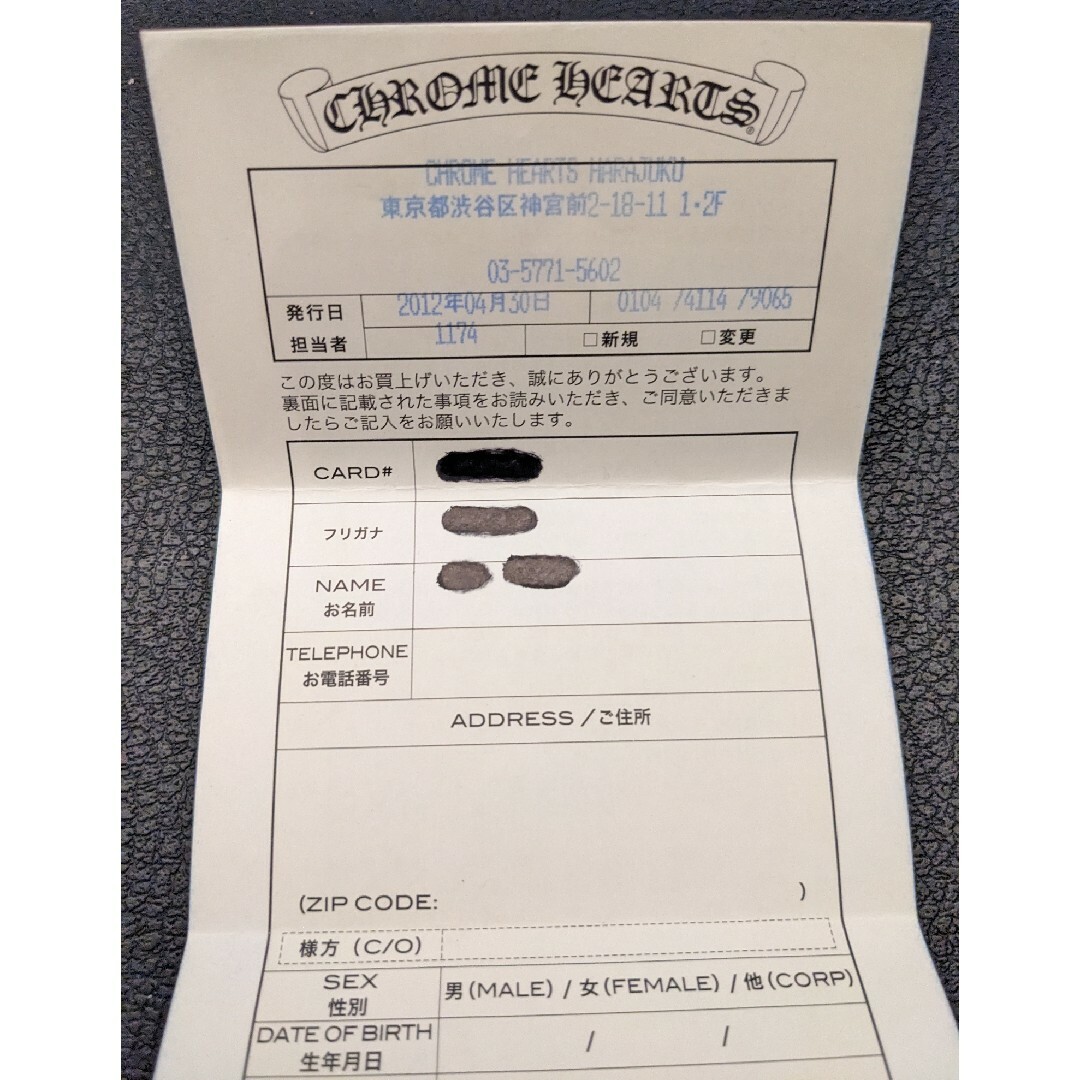 CHROME HEARTS®
CHROME HEARTS HARAJUKU
東京都渋谷区神宮前2-18-11 1・2F
03-5771-5602
発行日 2012年04月30日 0104 /4114 /9065
担当者 1174 □新規 □変更
この度はお買上げいただき、誠にありがとうございます。
裏面に記載された事項をお読みいただき、ご同意いただきま
したらご記入をお願いいたします。
CARD#
フリガナ
NAME
お名前
TELEPHONE
お電話番号
ADDRESS /ご住所
(ZIP CODE: )
様方 (C/O)
SEX
性別
男(MALE) / 女(FEMALE) / 他(CORP)
DATE OF BIRTH
生年月日
/ /